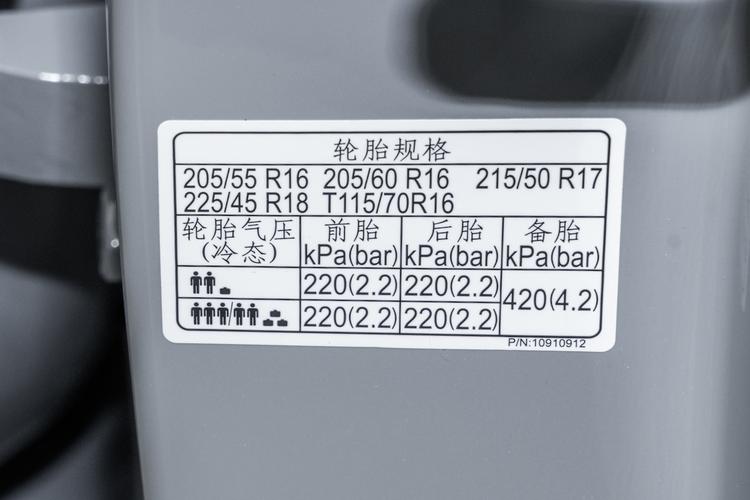 轮胎规格
205/55 R16 205/60 R16 215/50 R17
225/45 R18 T115/70R16
轮胎气压 前胎 后胎 备胎
(冷态) kPa(bar) kPa(bar) kPa(bar)
220(2.2) 220(2.2) 420(4.2)
220(2.2) 220(2.2)
P/N:10910912